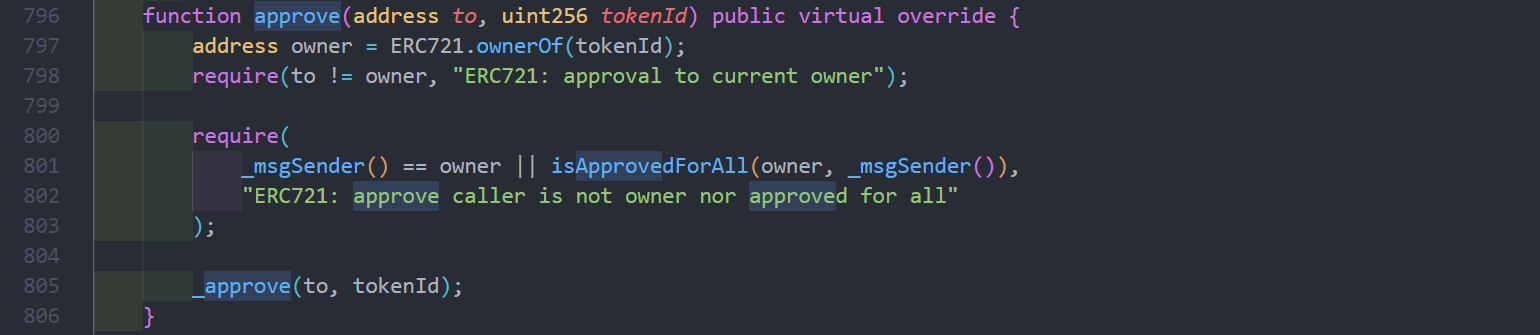 796 function approve(address to, uint256 tokenId) public virtual override {
797 address owner = ERC721.ownerOf(tokenId);
798 require(to != owner, "ERC721: approval to current owner");
799
800 require(
801 _msgSender() == owner || isApprovedForAll(owner, _msgSender()),
802 "ERC721: approve caller is not owner nor approved for all"
803 );
804
805 _approve(to, tokenId);
806 }